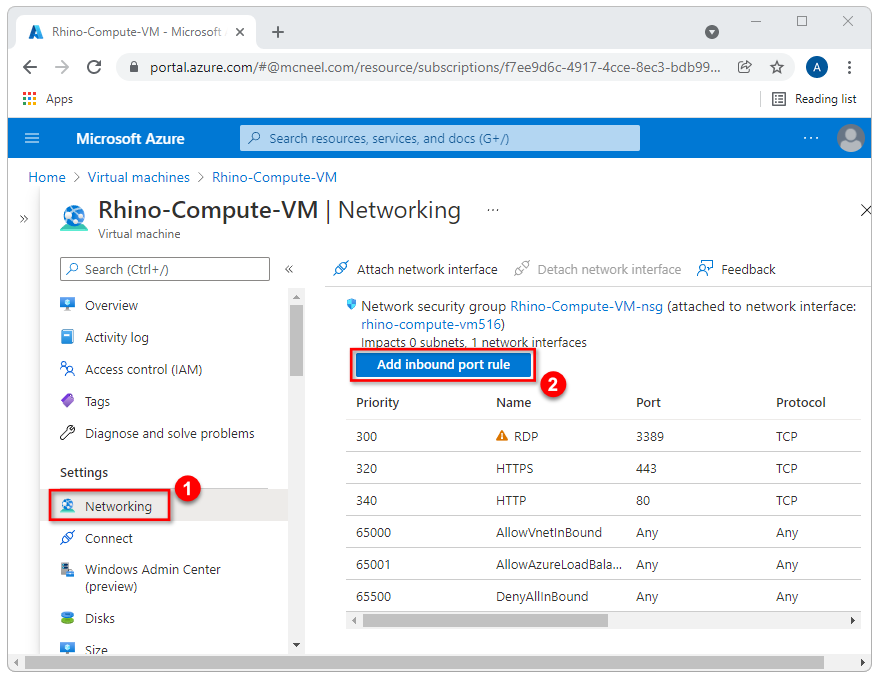 Rhino-Compute-VM - Microsoft
portal.azure.com/#@mcneel.com/resource/subscriptions/f7ee9d6c-4917-4cce-8ec3-bdb99...
A
Apps
Reading list
Microsoft Azure
Search resources, services, and docs (G+/)
...
Home > Virtual machines > Rhino-Compute-VM
»
Rhino-Compute-VM | Networking
...
Virtual machine
Search (Ctrl+/)
«
Overview
Activity log
Access control (IAM)
Tags
Diagnose and solve problems
Settings
Networking
1
Connect
Windows Admin Center
(preview)
Disks
Size
Attach network interface
Detach network interface
Feedback
Network security group Rhino-Compute-VM-nsg (attached to network interface:
rhino-compute-vm516)
Impacts 0 subnets, 1 network interfaces
Add inbound port rule
2
Priority Name Port Protocol
300 RDP 3389 TCP
320 HTTPS 443 TCP
340 HTTP 80 TCP
65000 AllowVnetInBound Any Any
65001 AllowAzureLoadBala... Any Any
65500 DenyAllInBound Any Any